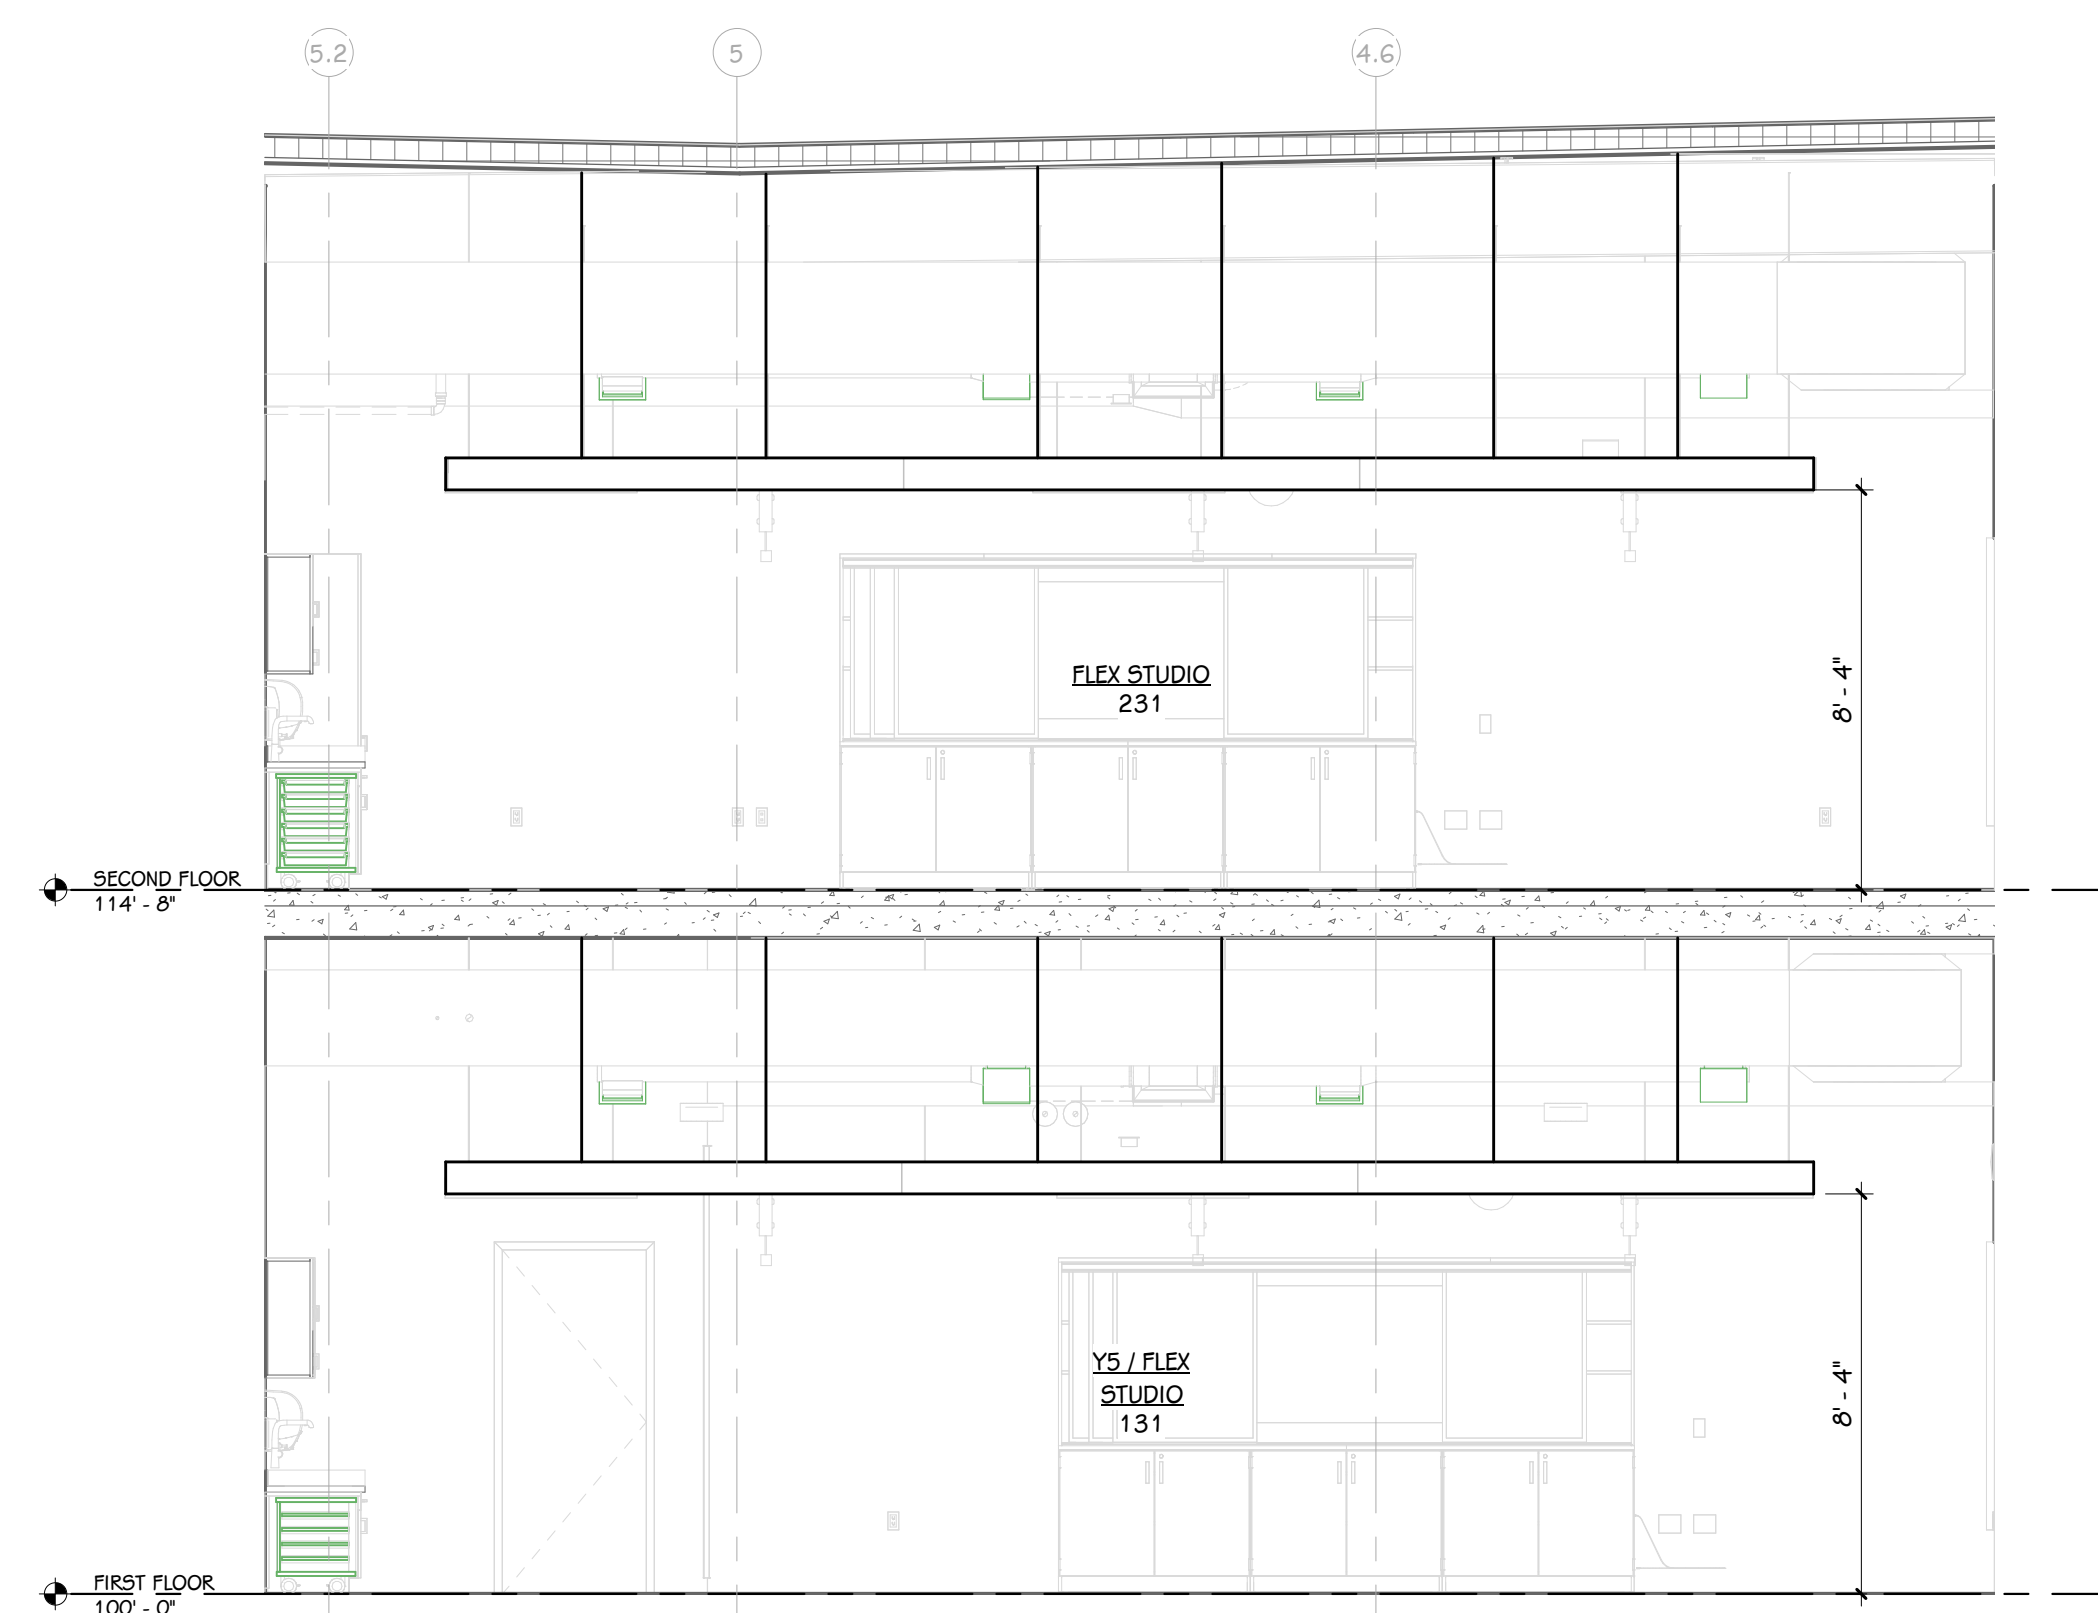 5.2
5
4.6
FLEX STUDIO
231
8' - 4"
SECOND FLOOR
114' - 8"
Y5 / FLEX
STUDIO
131
8' - 4"
FIRST FLOOR
100' - 0"